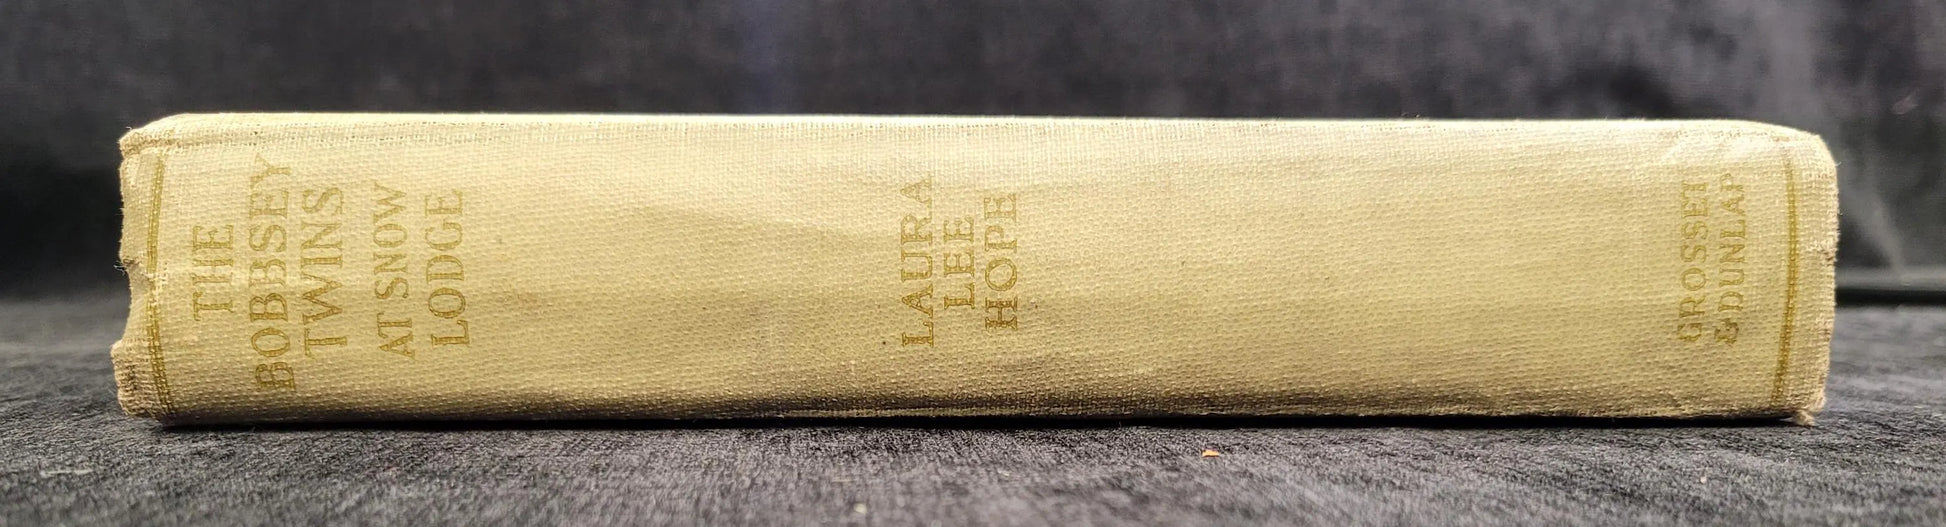 THE
BOBBSEY
TWINS
AT SNOW
LODGE
LAURA
LEE
HOPE
GROSSET
& DUNLAP